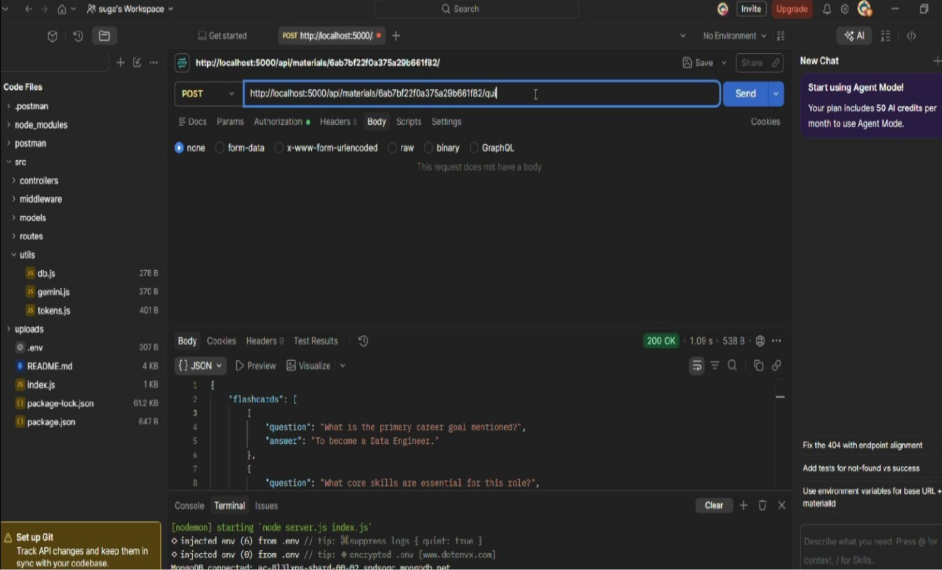 suga's Workspace
Search
Invite
Upgrade
Get started
POST http://localhost:5000/.
No Environment
AI
http://localhost:5000/api/materials/6ab7bf22f0a375a29b661f82/
Save
Share
New Chat
Code Files
POST
http://localhost:5000/api/materials/6ab7bf22f0a375a29b661f82/qui
Send
Start using Agent Mode!
Your plan includes 50 AI credits per
month to use Agent Mode.
.postman
node_modules
postman
src
controllers
middleware
models
routes
utils
db.js 278 B
gemini.js 370 B
tokens.js 401 B
uploads
.env 307 B
README.md 4 KB
index.js 1 KB
package-lock.json 61.2 KB
package.json 647 B
Docs Params Authorization Headers 8 Body Scripts Settings Cookies
none form-data x-www-form-urlencoded raw binary GraphQL
This request does not have a body
Body Cookies Headers 9 Test Results
200 OK 1.09 s 538 B
{} JSON Preview Visualize
1 {
2 "flashcards": [
3 {
4 "question": "What is the primary career goal mentioned?",
5 "answer": "To become a Data Engineer."
6 },
7 {
8 "question": "What core skills are essential for this role?",
Fix the 404 with endpoint alignment
Add tests for not-found vs success
Use environment variables for base URL +
materialId
Console Terminal Issues Clear
[nodemon] starting `node server.js index.js`
injected env (6) from .env // tip: ⌘ suppress logs { quiet: true }
injected env (0) from .env // tip: encrypted .env [www.dotenvx.com]
Set up Git
Track API changes and keep them in
sync with your codebase.
Describe what you need. Press @ for
context, / for Skills.